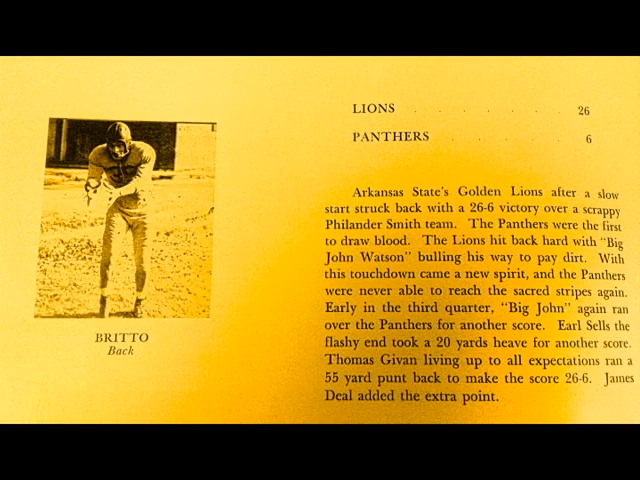 LIONS . . . . . . . . 26
PANTHERS . . . . . . 6
Arkansas State's Golden Lions after a slow
start struck back with a 26-6 victory over a scrappy
Philander Smith team. The Panthers were the first
to draw blood. The Lions hit back hard with "Big
John Watson" bulling his way to pay dirt. With
this touchdown came a new spirit, and the Panthers
were never able to reach the sacred stripes again.
Early in the third quarter, "Big John" again ran
over the Panthers for another score. Earl Sells the
flashy end took a 20 yards heave for another score.
Thomas Givan living up to all expectations ran a
55 yard punt back to make the score 26-6. James
Deal added the extra point.
BRITTO
Back